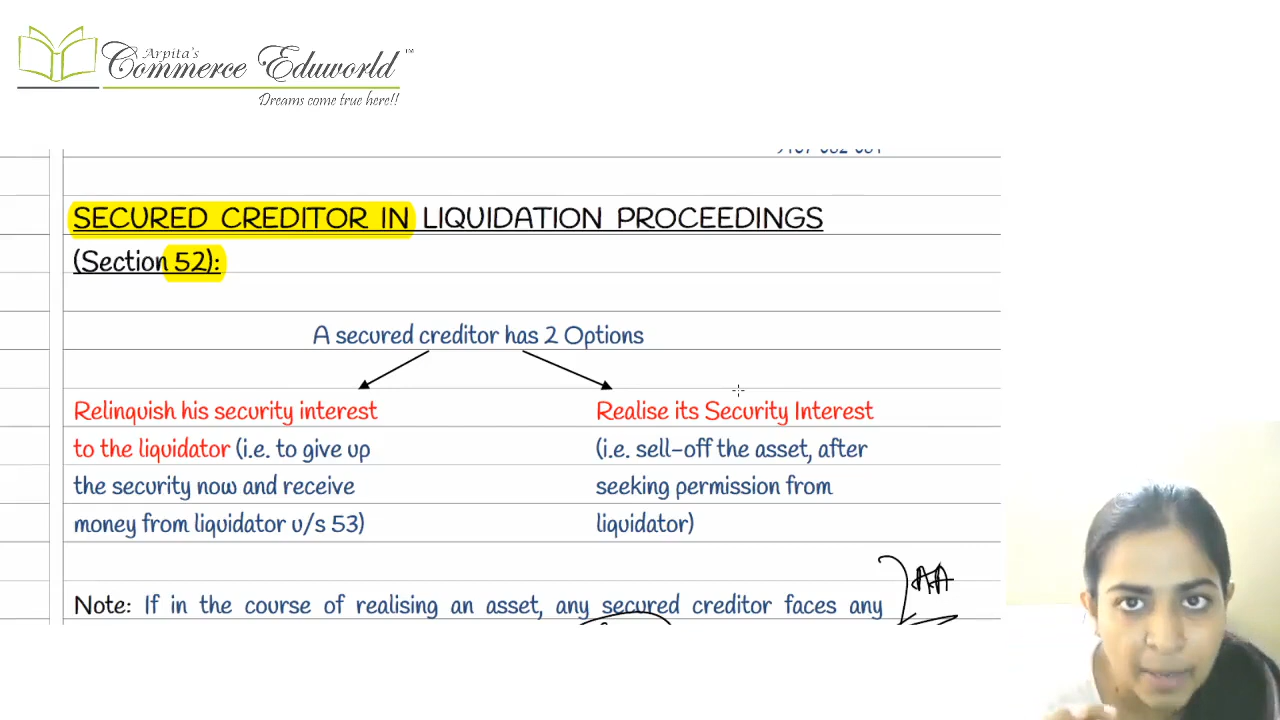 Arpita's
Commerce Eduworld™
Dreams come true here!!
SECURED CREDITOR IN LIQUIDATION PROCEEDINGS
(Section 52):
A secured creditor has 2 Options
Relinquish his security interest
to the liquidator (i.e. to give up
the security now and receive
money from liquidator u/s 53)
Realise its Security Interest
(i.e. sell-off the asset, after
seeking permission from
liquidator)
AA
Note: If in the course of realising an asset, any secured creditor faces any